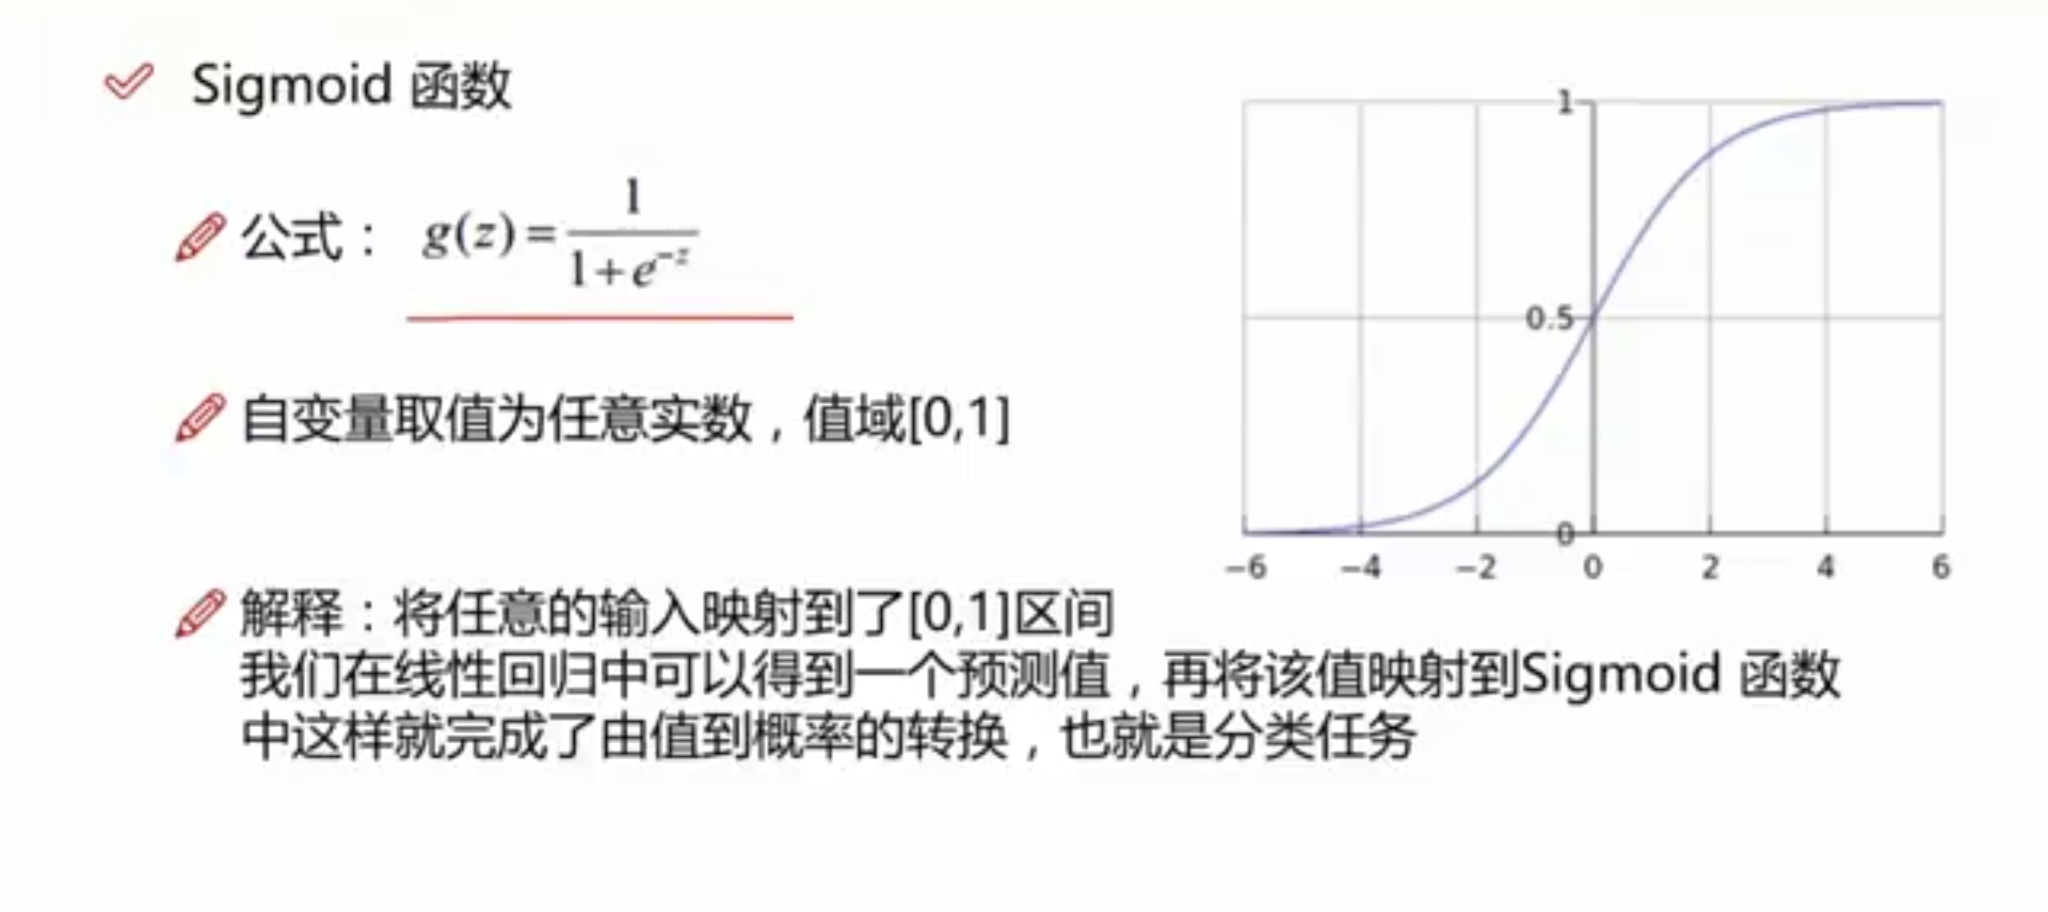 Sigmoid 函数
公式： g(z) = 1 / (1 + e^{-z})
自变量取值为任意实数，值域[0,1]
解释：将任意的输入映射到了[0,1]区间
我们在线性回归中可以得到一个预测值，再将该值映射到Sigmoid 函数
中这样就完成了由值到概率的转换，也就是分类任务
1
0.5
0
−6 −4 −2 0 2 4 6